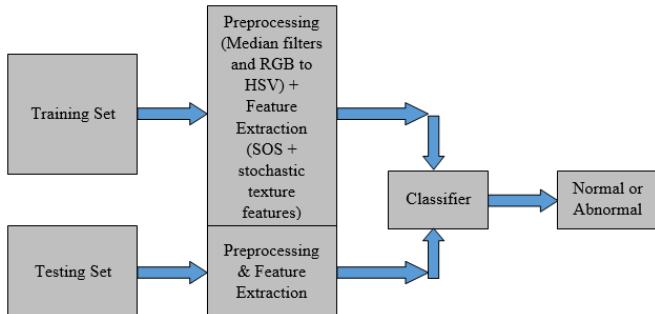 Training Set
Preprocessing
(Median filters
and RGB to
HSV) +
Feature
Extraction
(SOS +
stochastic
texture
features)
Classifier
Normal or
Abnormal
Testing Set
Preprocessing
& Feature
Extraction